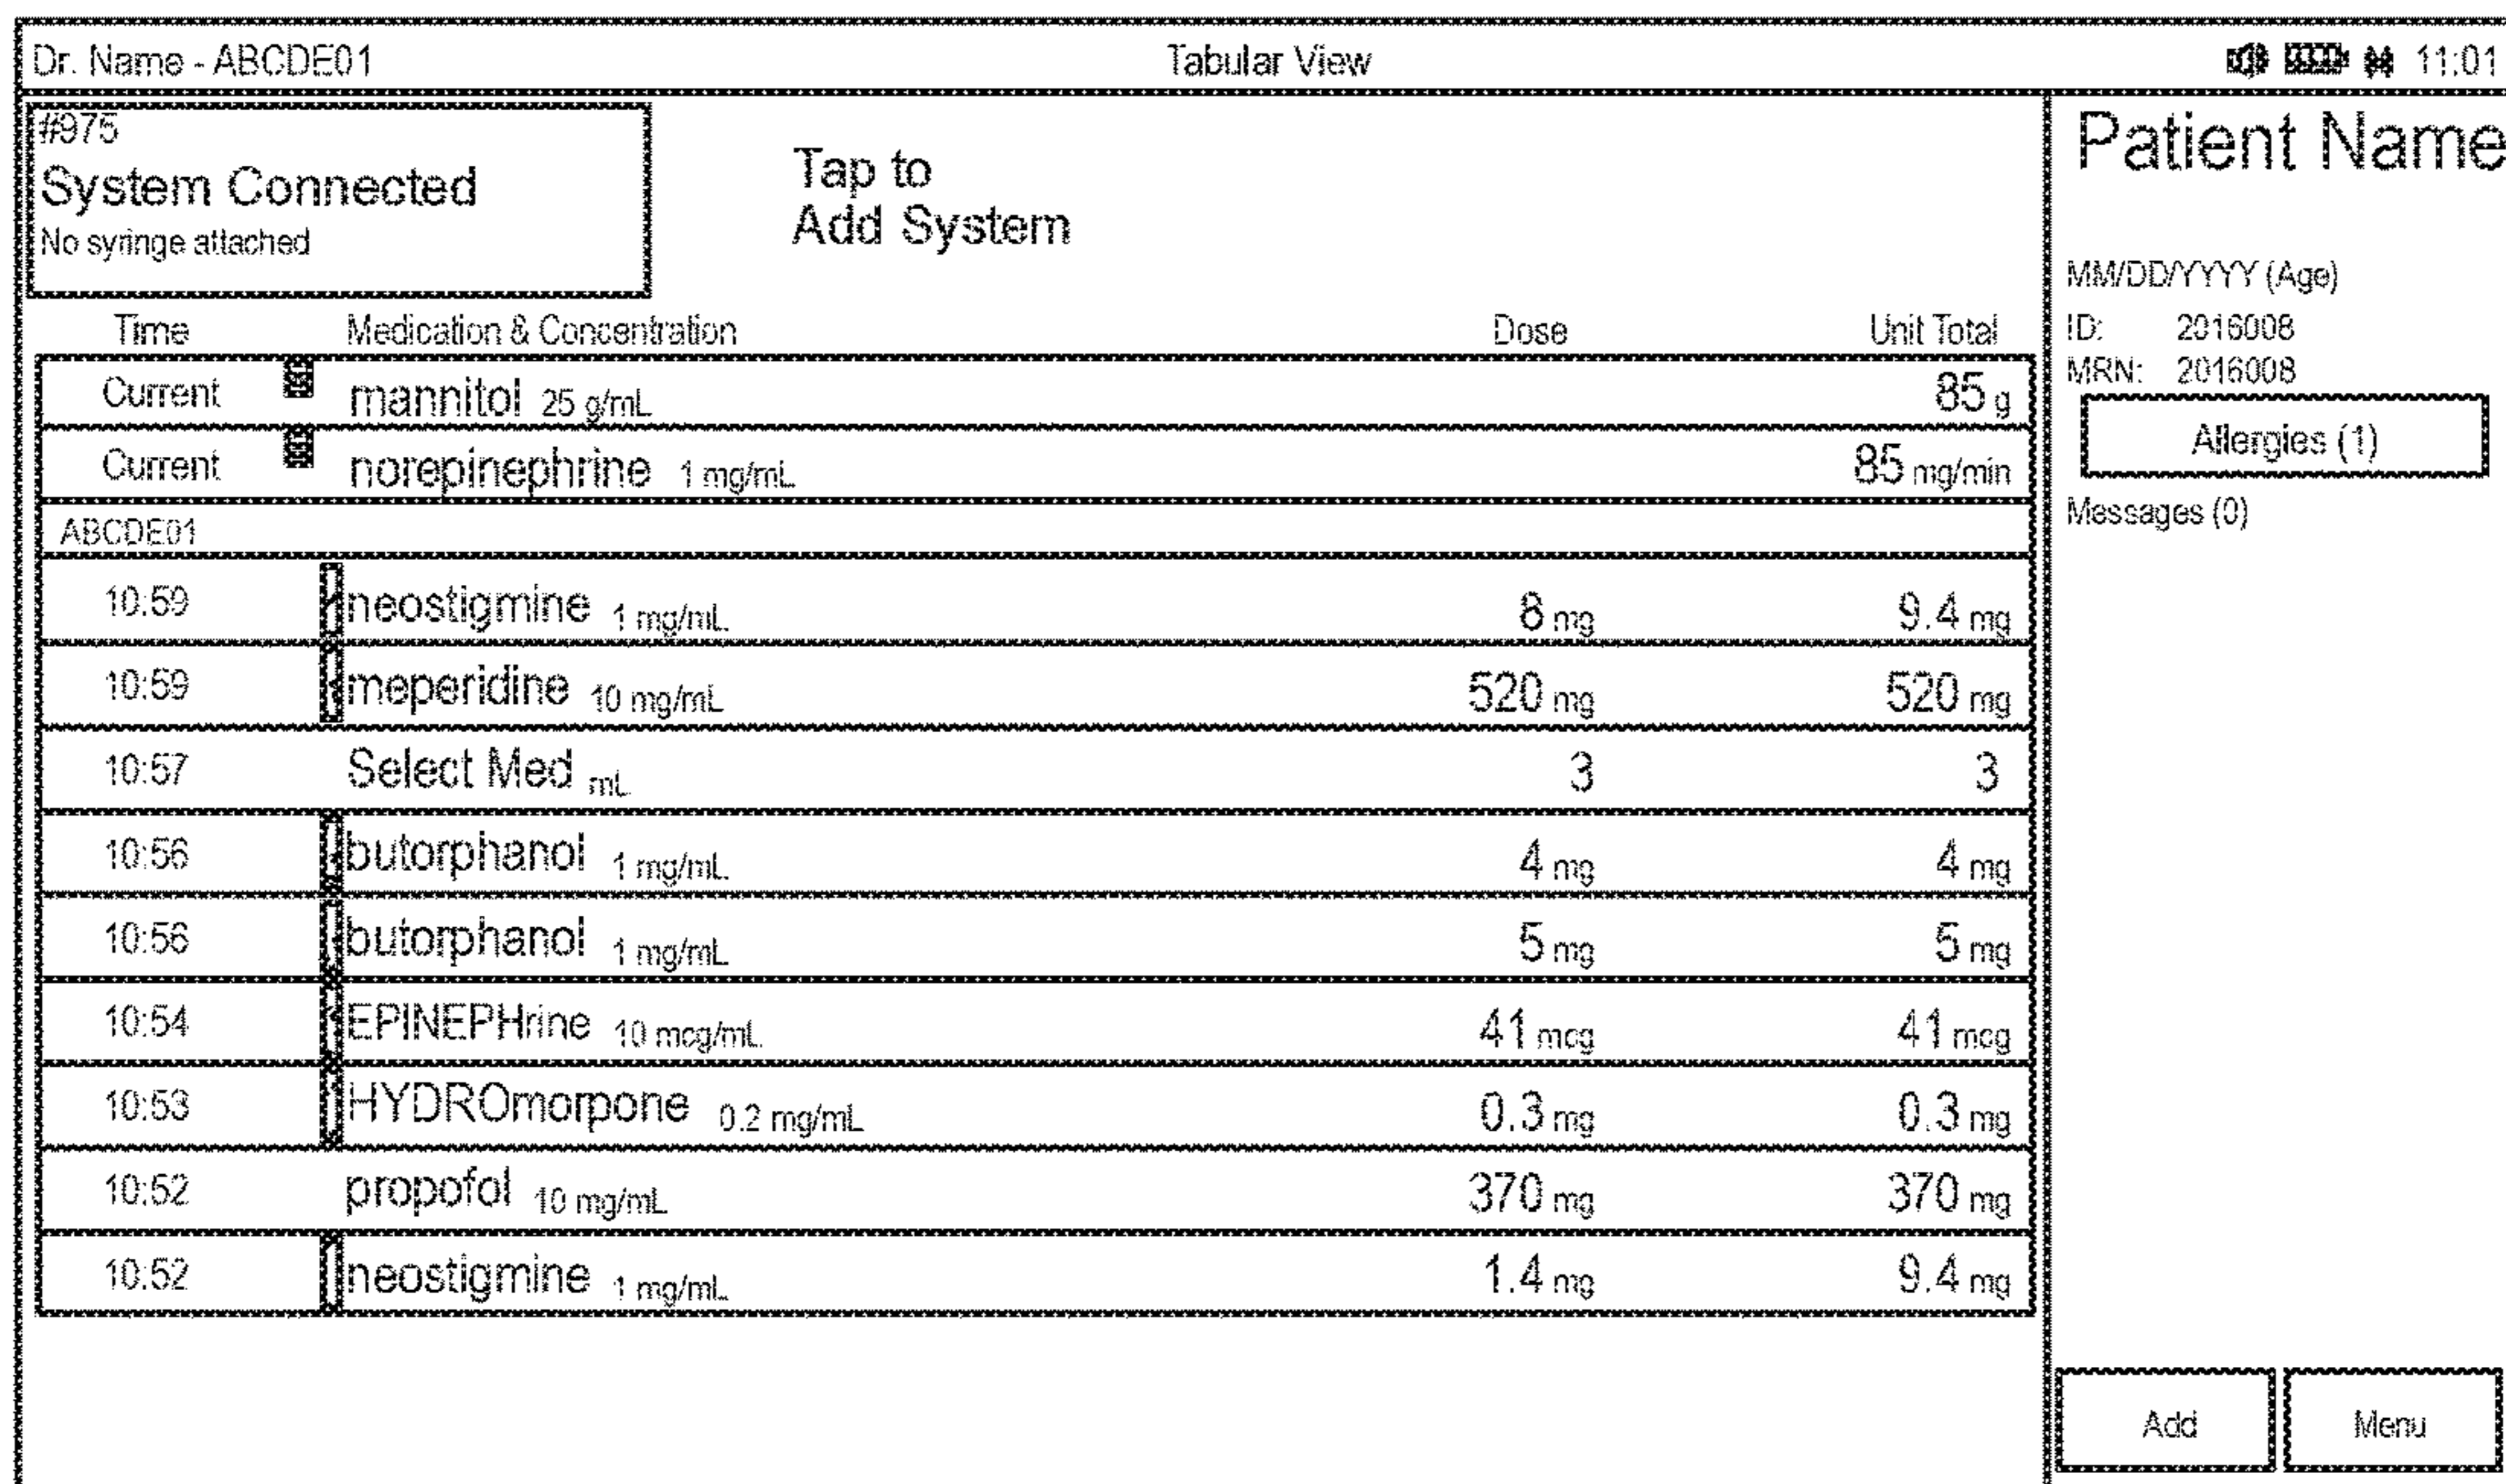 Dr. Name - ABCDE01 Tabular View 11:01
#975
System Connected
No syringe attached
Tap to
Add System
Time Medication & Concentration Dose Unit Total
Current mannitol 25 g/mL 85 g
Current norepinephrine 1 mg/mL 85 mg/min
ABCDE01
10:59 neostigmine 1 mg/mL 8 mg 9.4 mg
10:59 meperidine 10 mg/mL 520 mg 520 mg
10:57 Select Med mL 3 3
10:56 butorphanol 1 mg/mL 4 mg 4 mg
10:56 butorphanol 1 mg/mL 5 mg 5 mg
10:54 EPINEPHrine 10 mcg/mL 41 mcg 41 mcg
10:53 HYDROmorpone 0.2 mg/mL 0.3 mg 0.3 mg
10:52 propofol 10 mg/mL 370 mg 370 mg
10:52 neostigmine 1 mg/mL 1.4 mg 9.4 mg
Patient Name
MM/DD/YYYY (Age)
ID: 2016008
MRN: 2016008
Allergies (1)
Messages (0)
Add Menu